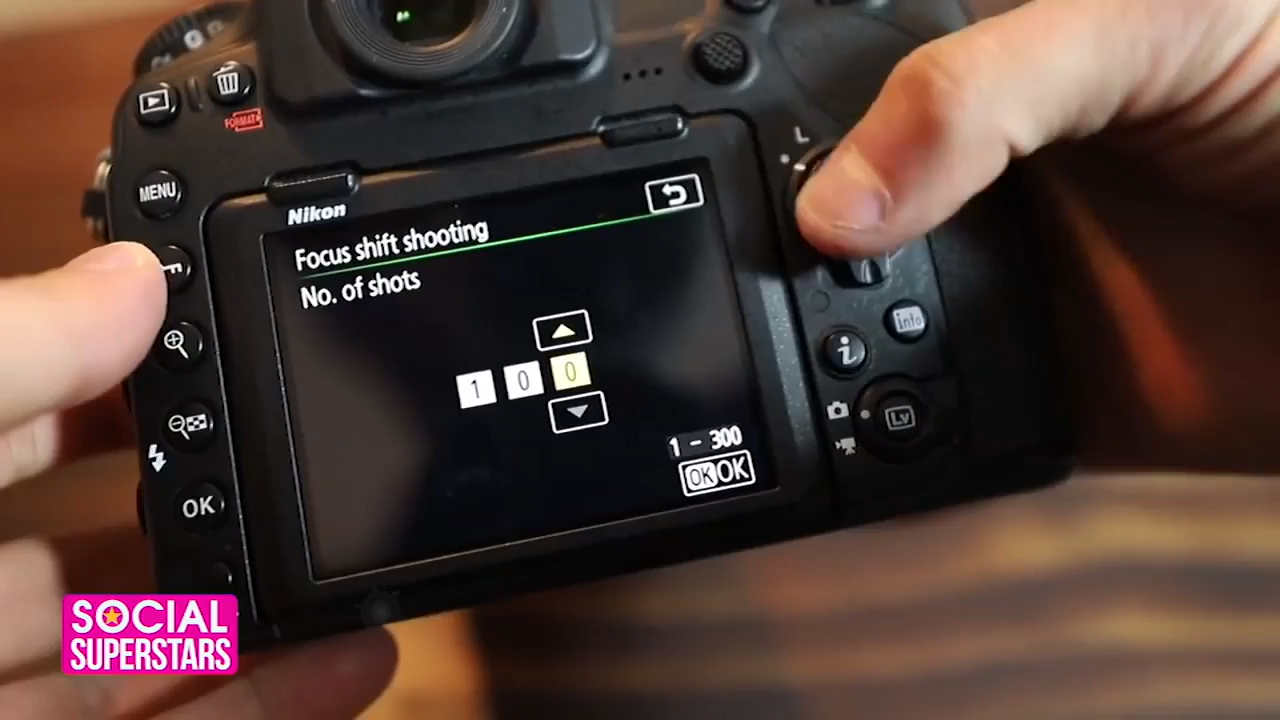 FORMAT
MENU
L
Nikon
Focus shift shooting
No. of shots
1 0 0
info
i
Lv
1 - 300
OK OK
OK
SOCIAL
SUPERSTARS